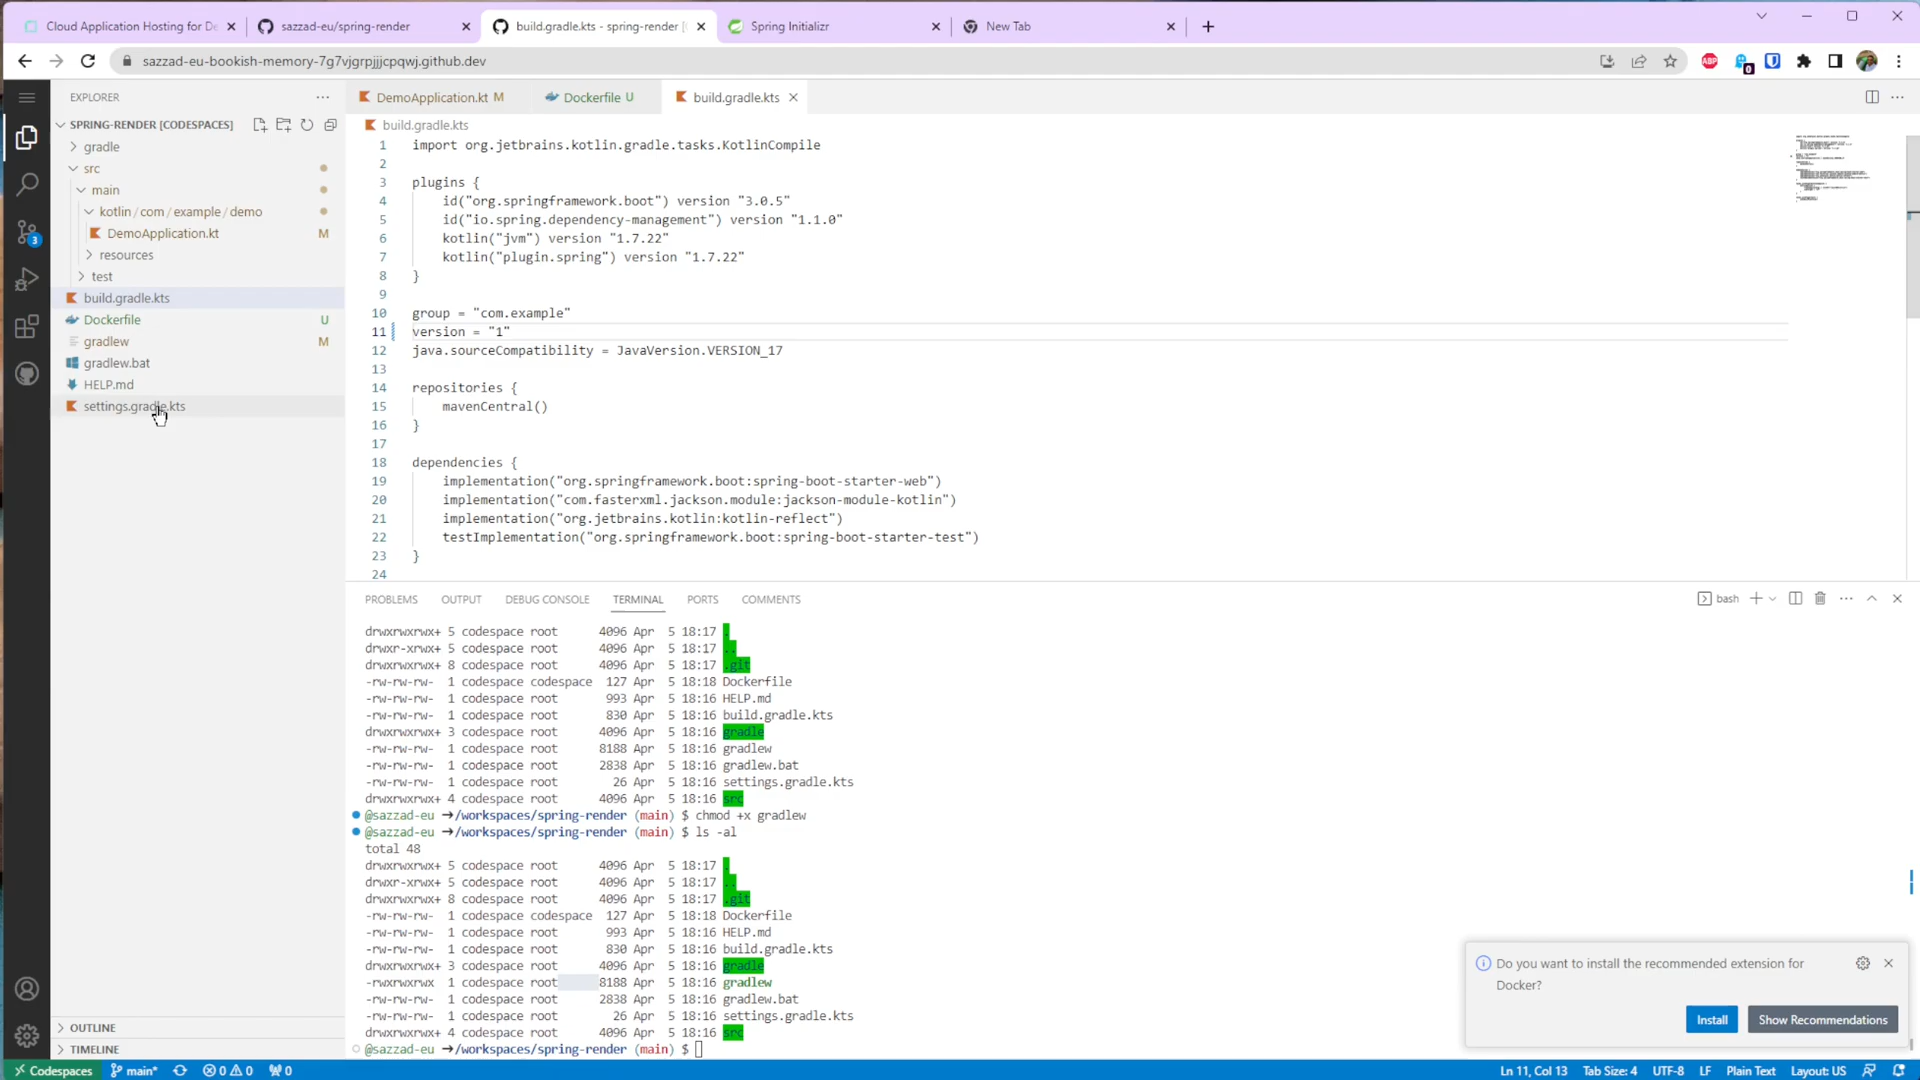 Cloud Application Hosting for De
sazzad-eu/spring-render
build.gradle.kts - spring-render [
Spring Initializr
New Tab
sazzad-eu-bookish-memory-7g7vjgrpjjjcpqwj.github.dev
ABP
0
EXPLORER
SPRING-RENDER [CODESPACES]
gradle
src
main
kotlin / com / example / demo
DemoApplication.kt M
resources
test
build.gradle.kts
Dockerfile U
gradlew M
gradlew.bat
HELP.md
settings.gradle.kts
3
OUTLINE
TIMELINE
DemoApplication.kt M
Dockerfile U
build.gradle.kts
build.gradle.kts
1 import org.jetbrains.kotlin.gradle.tasks.KotlinCompile
2
3 plugins {
4 id("org.springframework.boot") version "3.0.5"
5 id("io.spring.dependency-management") version "1.1.0"
6 kotlin("jvm") version "1.7.22"
7 kotlin("plugin.spring") version "1.7.22"
8 }
9
10 group = "com.example"
11 version = "1"
12 java.sourceCompatibility = JavaVersion.VERSION_17
13
14 repositories {
15 mavenCentral()
16 }
17
18 dependencies {
19 implementation("org.springframework.boot:spring-boot-starter-web")
20 implementation("com.fasterxml.jackson.module:jackson-module-kotlin")
21 implementation("org.jetbrains.kotlin:kotlin-reflect")
22 testImplementation("org.springframework.boot:spring-boot-starter-test")
23 }
24
PROBLEMS OUTPUT DEBUG CONSOLE TERMINAL PORTS COMMENTS
bash
drwxrwxrwx+ 5 codespace root 4096 Apr 5 18:17 .
drwxr-xrwx+ 5 codespace root 4096 Apr 5 18:17 ..
drwxrwxrwx+ 8 codespace root 4096 Apr 5 18:17 .git
-rw-rw-rw- 1 codespace codespace 127 Apr 5 18:18 Dockerfile
-rw-rw-rw- 1 codespace root 993 Apr 5 18:16 HELP.md
-rw-rw-rw- 1 codespace root 830 Apr 5 18:16 build.gradle.kts
drwxrwxrwx+ 3 codespace root 4096 Apr 5 18:16 gradle
-rw-rw-rw- 1 codespace root 8188 Apr 5 18:16 gradlew
-rw-rw-rw- 1 codespace root 2838 Apr 5 18:16 gradlew.bat
-rw-rw-rw- 1 codespace root 26 Apr 5 18:16 settings.gradle.kts
drwxrwxrwx+ 4 codespace root 4096 Apr 5 18:16 src
@sazzad-eu ➜/workspaces/spring-render (main) $ chmod +x gradlew
@sazzad-eu ➜/workspaces/spring-render (main) $ ls -al
total 48
drwxrwxrwx+ 5 codespace root 4096 Apr 5 18:17 .
drwxr-xrwx+ 5 codespace root 4096 Apr 5 18:17 ..
drwxrwxrwx+ 8 codespace root 4096 Apr 5 18:17 .git
-rw-rw-rw- 1 codespace codespace 127 Apr 5 18:18 Dockerfile
-rw-rw-rw- 1 codespace root 993 Apr 5 18:16 HELP.md
-rw-rw-rw- 1 codespace root 830 Apr 5 18:16 build.gradle.kts
drwxrwxrwx+ 3 codespace root 4096 Apr 5 18:16 gradle
-rwxrwxrwx 1 codespace root 8188 Apr 5 18:16 gradlew
-rw-rw-rw- 1 codespace root 2838 Apr 5 18:16 gradlew.bat
-rw-rw-rw- 1 codespace root 26 Apr 5 18:16 settings.gradle.kts
drwxrwxrwx+ 4 codespace root 4096 Apr 5 18:16 src
@sazzad-eu ➜/workspaces/spring-render (main) $
Do you want to install the recommended extension for
Docker?
Install
Show Recommendations
Codespaces main* 0 0 0
Ln 11, Col 13 Tab Size: 4 UTF-8 LF Plain Text Layout: US